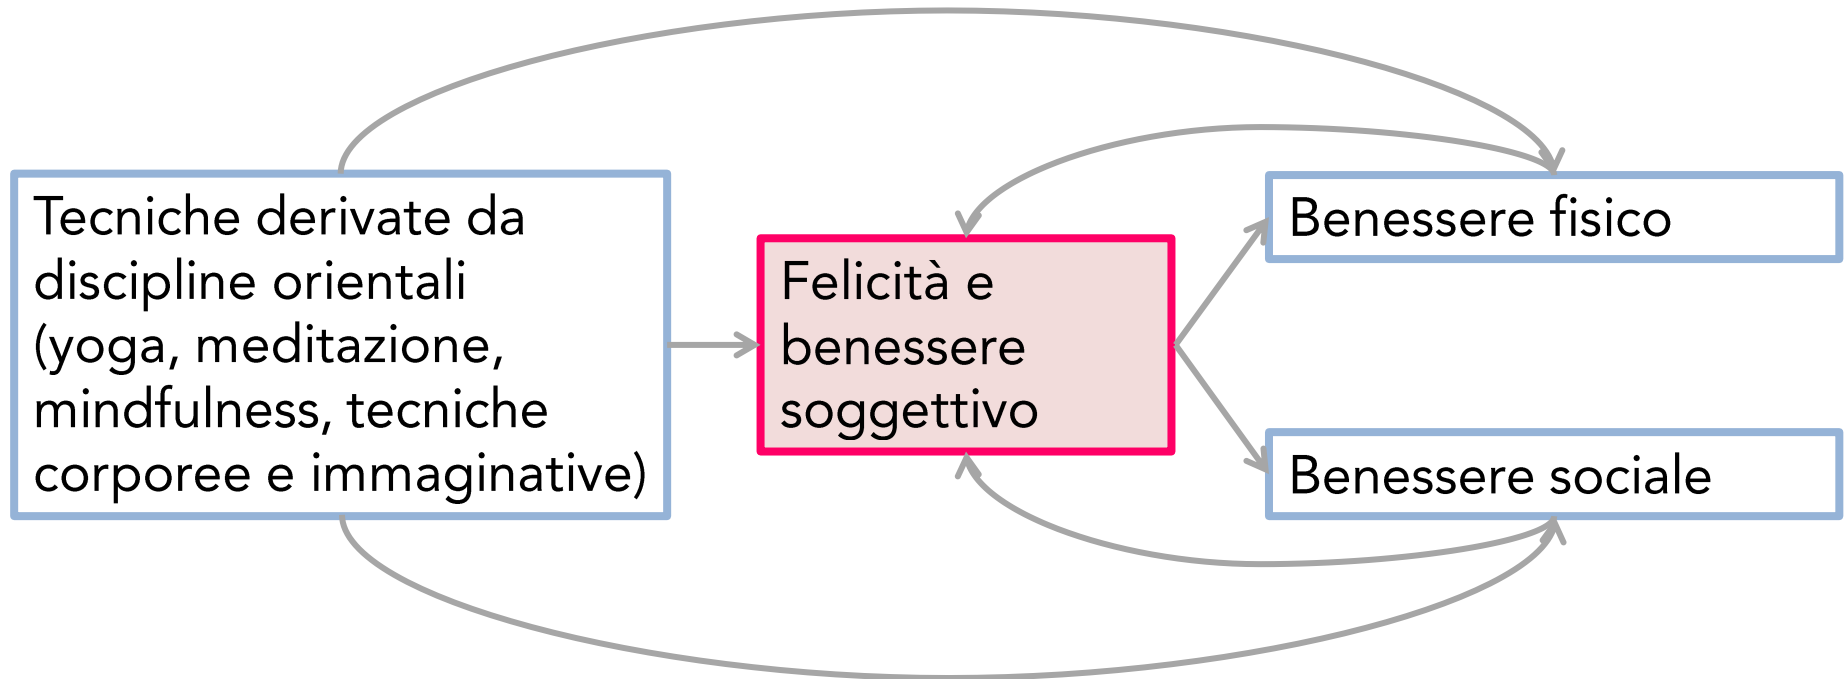 Tecniche derivate da
discipline orientali
(yoga, meditazione,
mindfulness, tecniche
corporee e immaginative)
Felicità e
benessere
soggettivo
Benessere fisico
Benessere sociale